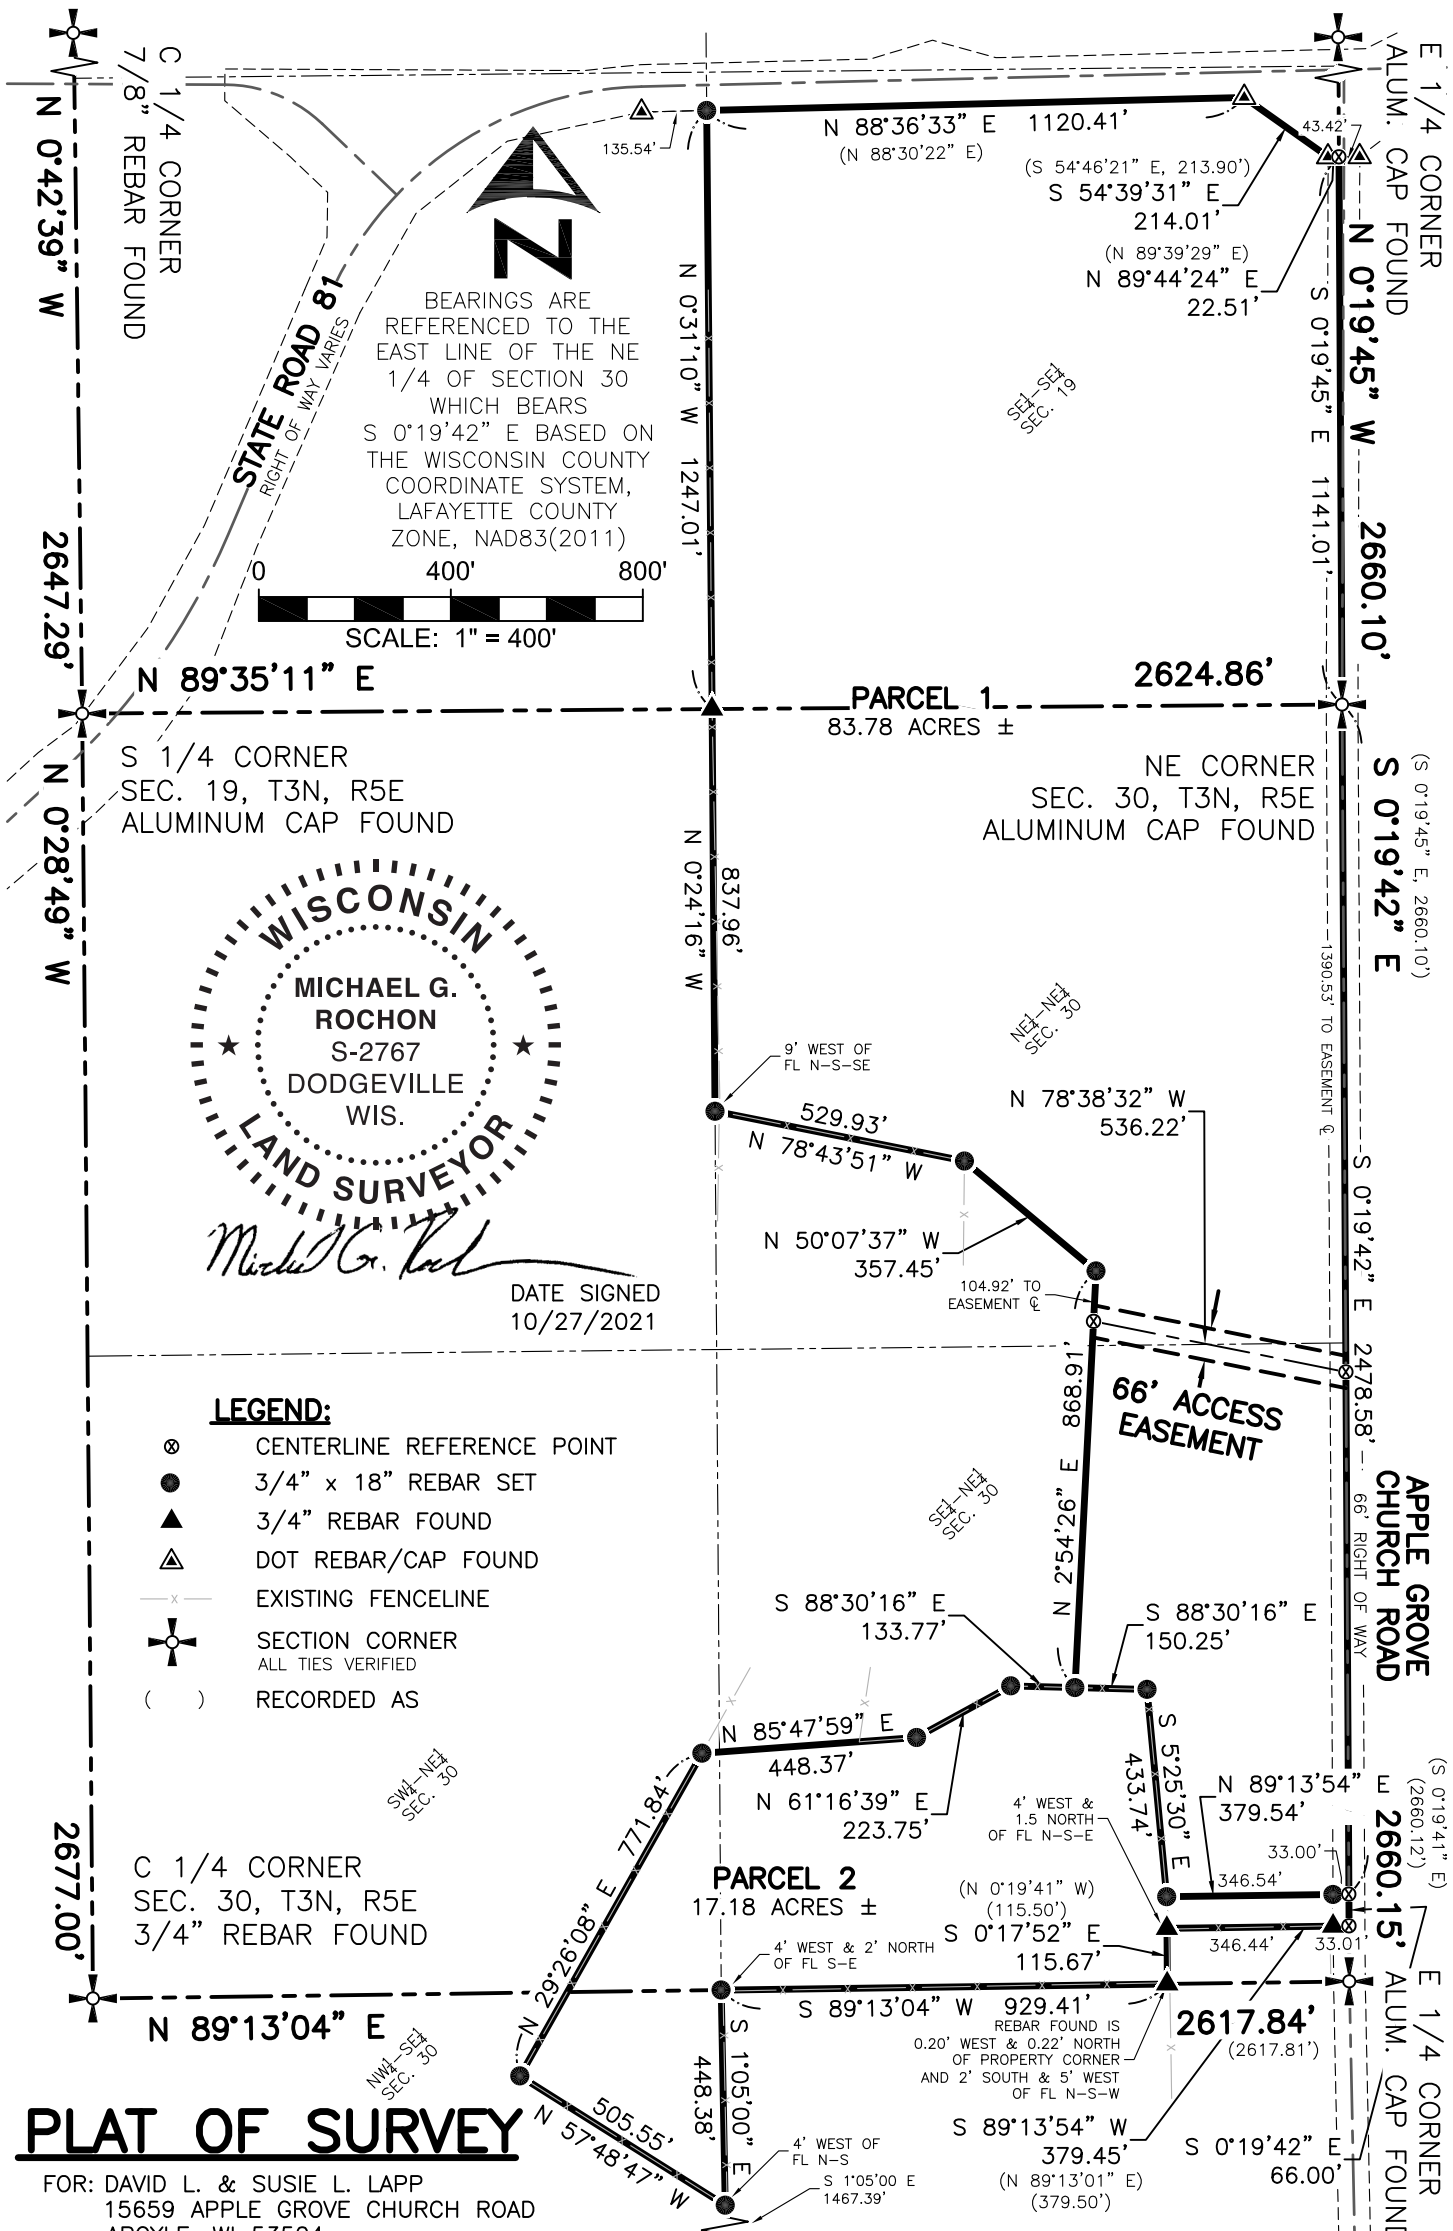 C 1/4 CORNER
7/8" REBAR FOUND
N 0°42'39" W
2647.29'
E 1/4 CORNER
ALUM. CAP FOUND
N 0°19'45" W
2660.10'
135.54'
N 88°36'33" E 1120.41'
(N 88°30'22" E)
43.42'
(S 54°46'21" E, 213.90')
S 54°39'31" E
214.01'
(N 89°39'29" E)
N 89°44'24" E
22.51'
S 0°19'45" E 1141.01'
N 0°31'10" W 1247.01'
SE1/4-SE1/4
SEC. 19
STATE ROAD 81
RIGHT OF WAY VARIES
N
BEARINGS ARE
REFERENCED TO THE
EAST LINE OF THE NE
1/4 OF SECTION 30
WHICH BEARS
S 0°19'42" E BASED ON
THE WISCONSIN COUNTY
COORDINATE SYSTEM,
LAFAYETTE COUNTY
ZONE, NAD83(2011)
0 400' 800'
SCALE: 1" = 400'
N 89°35'11" E
2624.86'
PARCEL 1
83.78 ACRES ±
S 1/4 CORNER
SEC. 19, T3N, R5E
ALUMINUM CAP FOUND
NE CORNER
SEC. 30, T3N, R5E
ALUMINUM CAP FOUND
N 0°28'49" W
2677.00'
(S 0°19'45" E, 2660.10')
S 0°19'42" E
2660.15'
837.96'
N 0°24'16" W
1390.53' TO EASEMENT ℄
WISCONSIN
MICHAEL G.
ROCHON
S-2767
DODGEVILLE
WIS.
LAND SURVEYOR
Michael G. Roch
DATE SIGNED
10/27/2021
NE1/4-NE1/4
SEC. 30
9' WEST OF
FL N-S-SE
529.93'
N 78°43'51" W
N 78°38'32" W
536.22'
N 50°07'37" W
357.45'
104.92' TO
EASEMENT ℄
S 0°19'42" E 2478.58'
66' RIGHT OF WAY
66' ACCESS
EASEMENT
N 2°54'26" E 868.91'
APPLE GROVE
CHURCH ROAD
LEGEND:
CENTERLINE REFERENCE POINT
3/4" x 18" REBAR SET
3/4" REBAR FOUND
DOT REBAR/CAP FOUND
x EXISTING FENCELINE
SECTION CORNER
ALL TIES VERIFIED
( ) RECORDED AS
SE1/4-NE1/4
SEC. 30
S 88°30'16" E
133.77'
S 88°30'16" E
150.25'
N 85°47'59" E
448.37'
N 61°16'39" E
223.75'
S 5°25'30" E
433.74'
N 89°13'54" E
379.54'
(S 0°19'41" E)
(2660.12')
SW1/4-NE1/4
SEC. 30
4' WEST &
1.5 NORTH
OF FL N-S-E
33.00'
346.54'
N 29°26'08" E 771.84'
C 1/4 CORNER
SEC. 30, T3N, R5E
3/4" REBAR FOUND
PARCEL 2
17.18 ACRES ±
(N 0°19'41" W)
(115.50')
S 0°17'52" E
115.67'
346.44'
33.01'
4' WEST & 2' NORTH
OF FL S-E
N 89°13'04" E
2617.84'
(2617.81')
S 89°13'04" W 929.41'
REBAR FOUND IS
0.20' WEST & 0.22' NORTH
OF PROPERTY CORNER
AND 2' SOUTH & 5' WEST
OF FL N-S-W
NW1/4-SE1/4
SEC. 30
S 1°05'00" E
448.38'
505.55'
N 57°48'47" W
4' WEST OF
FL N-S
S 1°05'00 E
1467.39'
S 89°13'54" W
379.45'
(N 89°13'01" E)
(379.50')
S 0°19'42" E
66.00'
E 1/4 CORNER
ALUM. CAP FOUND
PLAT OF SURVEY
FOR: DAVID L. & SUSIE L. LAPP
15659 APPLE GROVE CHURCH ROAD
ARGYLE, WI 53504